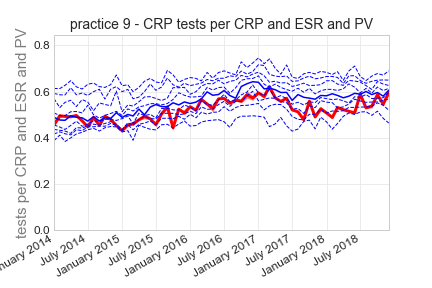 practice 9 - CRP tests per CRP and ESR and PV
tests per CRP and ESR and PV
0.8
0.6
0.4
0.2
0.0
nuary 2014
July 2014
January 2015
July 2015
January 2016
July 2016
January 2017
July 2017
January 2018
July 2018